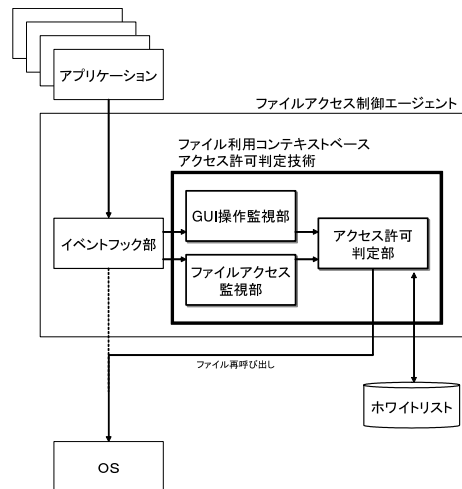 アプリケーション
ファイルアクセス制御エージェント
ファイル利用コンテキストベース
アクセス許可判定技術
イベントフック部
GUI操作監視部
ファイルアクセス
監視部
アクセス許可
判定部
ファイル再呼び出し
ホワイトリスト
OS